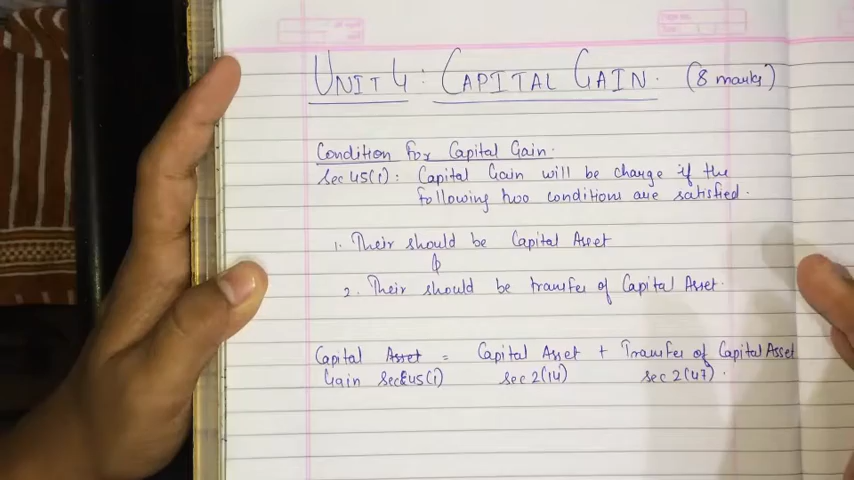 UNIT 4 : CAPITAL GAIN. (8 marks)
Condition For Capital Gain.
Sec 45(1): Capital Gain will be charge if the
following two conditions are satisfied.
1. Their should be Capital Asset
&
2. Their should be transfer of Capital Asset.
Capital Asset = Capital Asset + Transfer of Capital Asset
Gain Sec 45(1) sec 2(14) sec 2(47).